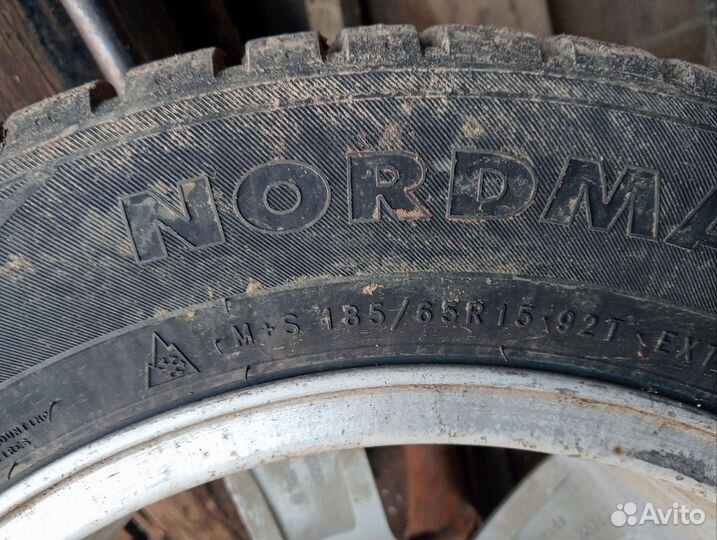 NORDMA
M+S 185/65R15 92T EXT
Avito